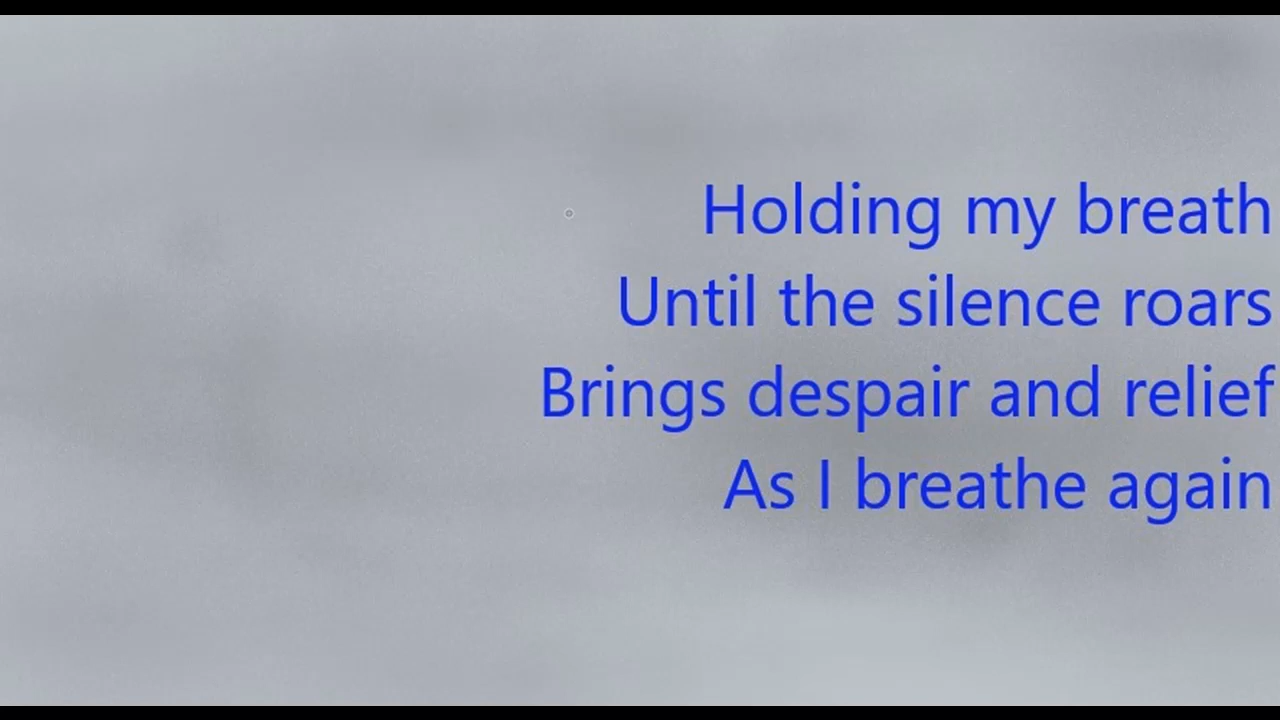 Holding my breath
Until the silence roars
Brings despair and relief
As I breathe again